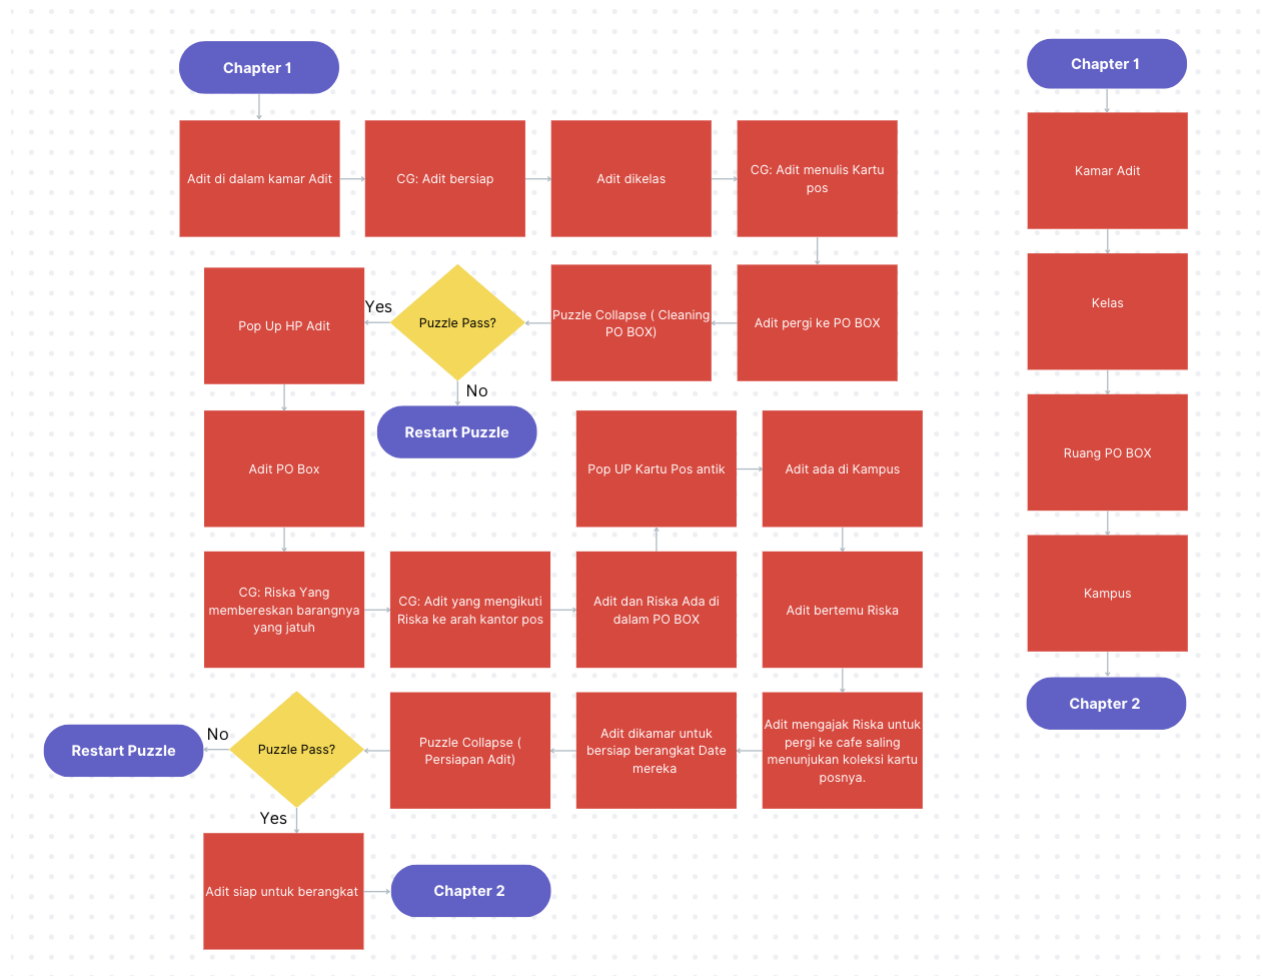 Chapter 1
Adit di dalam kamar Adit
CG: Adit bersiap
Adit dikelas
CG: Adit menulis Kartu
pos
Adit pergi ke PO BOX
Puzzle Collapse ( Cleaning
PO BOX)
Puzzle Pass?
Yes
No
Restart Puzzle
Pop Up HP Adit
Adit PO Box
CG: Riska Yang
membereskan barangnya
yang jatuh
CG: Adit yang mengikuti
Riska ke arah kantor pos
Adit dan Riska Ada di
dalam PO BOX
Pop UP Kartu Pos antik
Adit ada di Kampus
Adit bertemu Riska
Adit mengajak Riska untuk
pergi ke cafe saling
menunjukan koleksi kartu
posnya.
Adit dikamar untuk
bersiap berangkat Date
mereka
Puzzle Collapse (
Persiapan Adit)
Puzzle Pass?
No
Restart Puzzle
Yes
Adit siap untuk berangkat
Chapter 2
Chapter 1
Kamar Adit
Kelas
Ruang PO BOX
Kampus
Chapter 2